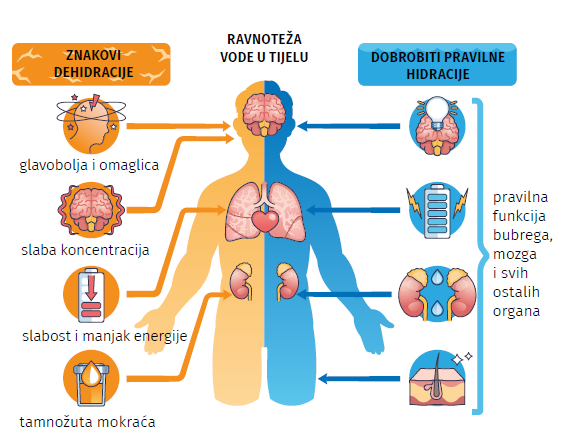 ZNAKOVI
DEHIDRACIJE
RAVNOTEŽA
VODE U TIJELU
DOBROBITI PRAVILNE
HIDRACIJE
glavobolja i omaglica
slaba koncentracija
slabost i manjak energije
tamnožuta mokraća
pravilna
funkcija
bubrega,
mozga
i svih
ostalih
organa